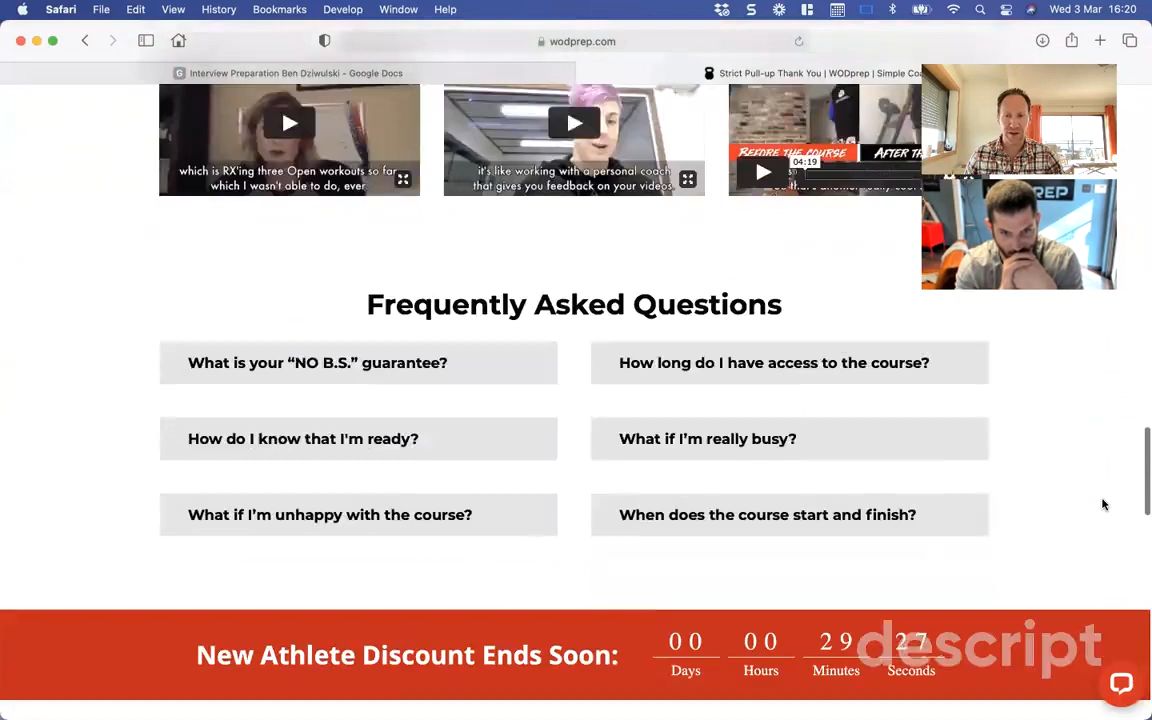 Safari File Edit View History Bookmarks Develop Window Help Wed 3 Mar 16:20
wodprep.com
Interview Preparation Ben Dziwulski - Google Docs
Strict Pull-up Thank You | WODprep | Simple Coa
which is RX'ing three Open workouts so far
which I wasn't able to do, ever.
it's like working with a personal coach
that gives you feedback on your videos.
BEFORE THE COURSE
AFTER TH
04:19
REP
Frequently Asked Questions
What is your “NO B.S.” guarantee?
How long do I have access to the course?
How do I know that I'm ready?
What if I’m really busy?
What if I’m unhappy with the course?
When does the course start and finish?
New Athlete Discount Ends Soon:
00 00 29 27
Days Hours Minutes Seconds
descript